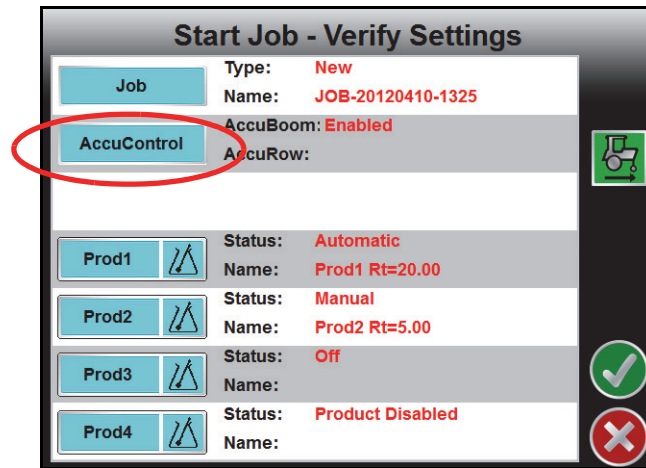 Start Job - Verify Settings
Job
Type: New
Name: JOB-20120410-1325
AccuControl
AccuBoom: Enabled
AccuRow:
Prod1
Status: Automatic
Name: Prod1 Rt=20.00
Prod2
Status: Manual
Name: Prod2 Rt=5.00
Prod3
Status: Off
Name:
Prod4
Status: Product Disabled
Name: